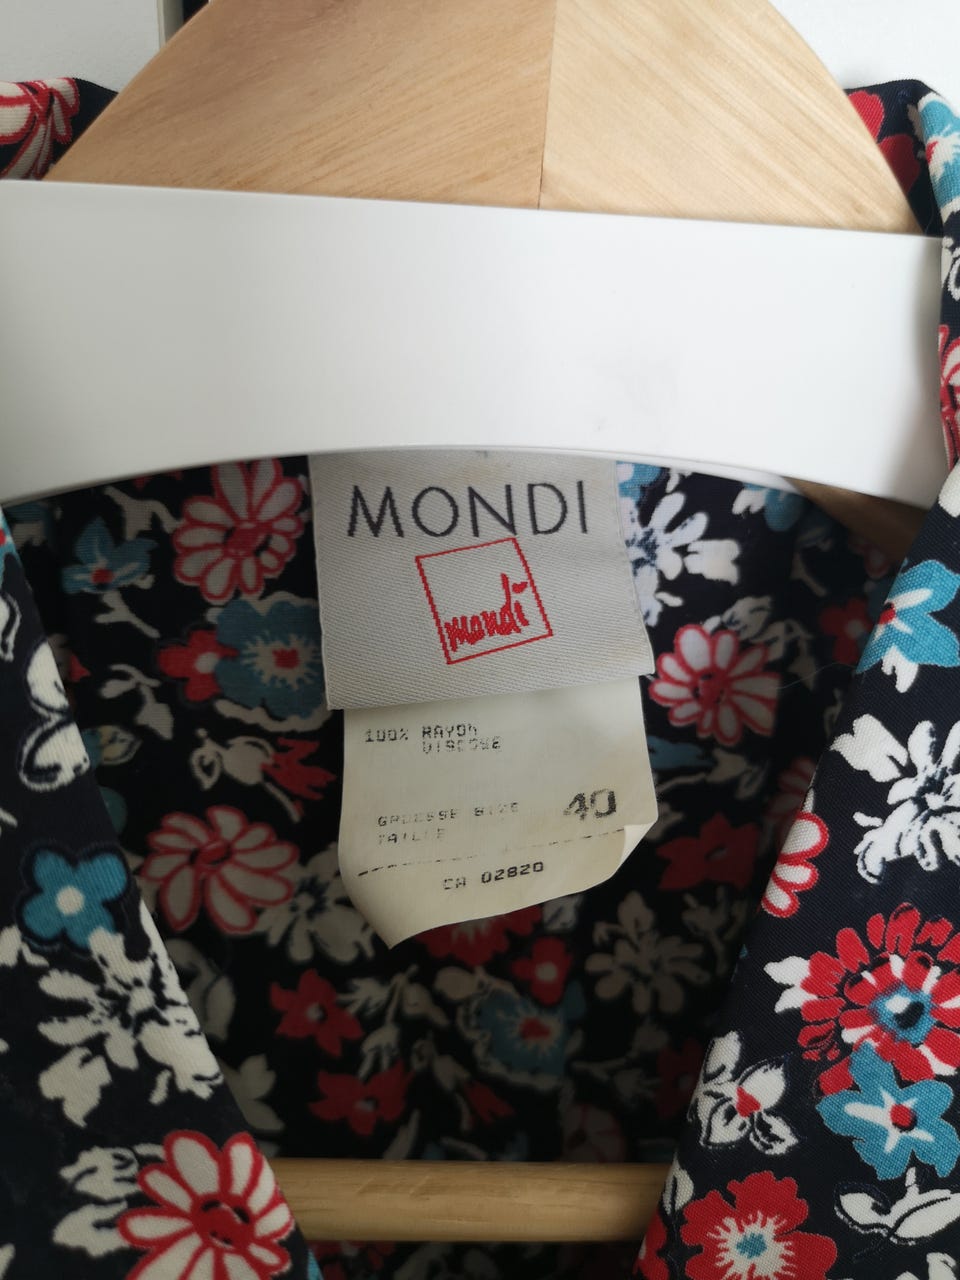 MONDI
mondi
100% RAYON
VISCOSE
GROESSE SIZE 40
TAILLE
CA 02820